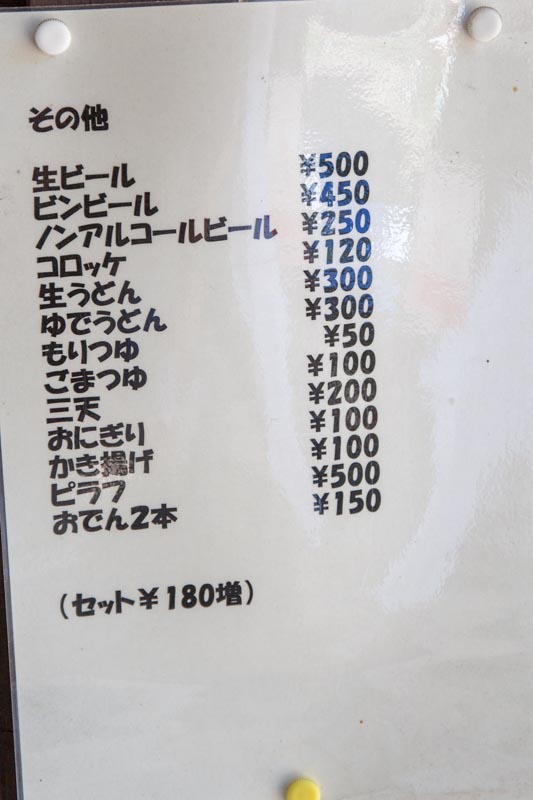 その他
生ビール ¥500
ビンビール ¥450
ノンアルコールビール ¥250
コロッケ ¥120
生うどん ¥300
ゆでうどん ¥300
もりつゆ ¥50
ごまつゆ ¥100
三天 ¥200
おにぎり ¥100
かき揚げ ¥100
ピラフ ¥500
おでん2本 ¥150
(セット¥180増)